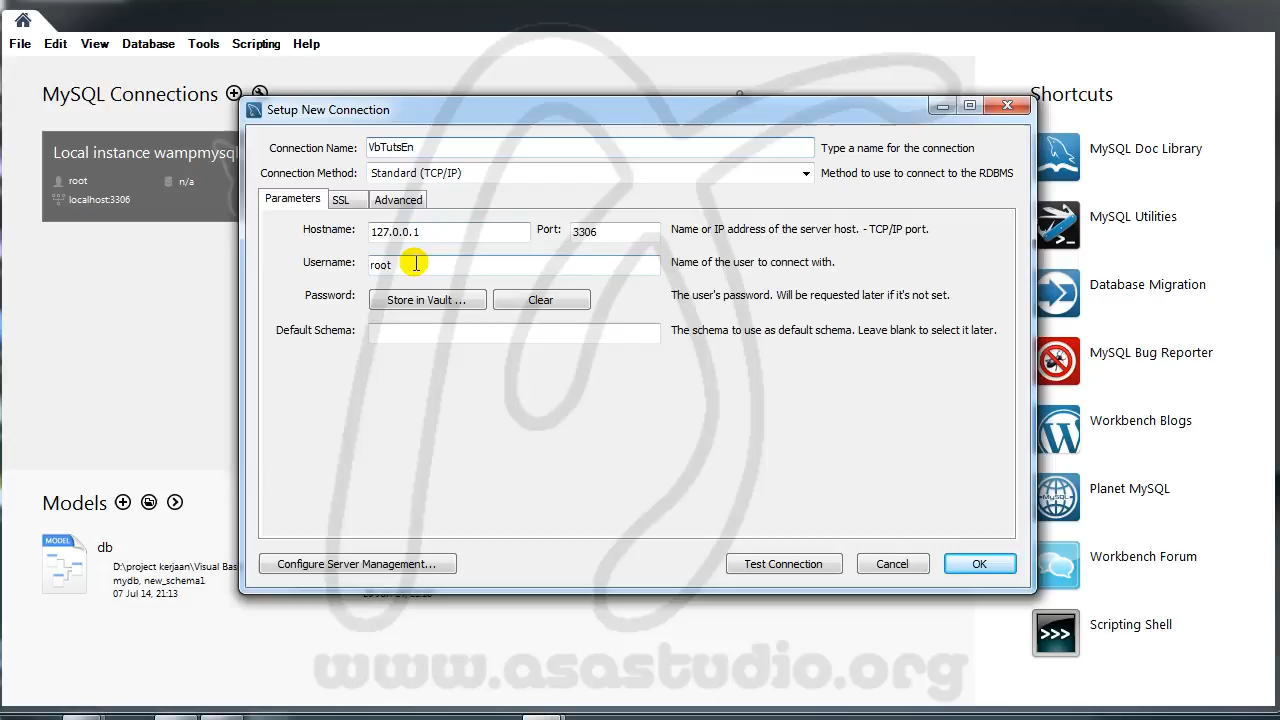 File Edit View Database Tools Scripting Help
MySQL Connections
Shortcuts
Local instance wampmysq
root
n/a
localhost:3306
Setup New Connection
Connection Name: VbTutsEn Type a name for the connection
Connection Method: Standard (TCP/IP) Method to use to connect to the RDBMS
Parameters SSL Advanced
Hostname: 127.0.0.1 Port: 3306 Name or IP address of the server host. - TCP/IP port.
Username: root Name of the user to connect with.
Password: Store in Vault ... Clear The user's password. Will be requested later if it's not set.
Default Schema: The schema to use as default schema. Leave blank to select it later.
Configure Server Management... Test Connection Cancel OK
MySQL Doc Library
MySQL Utilities
Database Migration
MySQL Bug Reporter
Workbench Blogs
Planet MySQL
MySQL
Workbench Forum
Scripting Shell
Models
MODEL
db
D:\project kerjaan\Visual Bas
mydb, new_schema1
07 Jul 14, 21:13
www.asastudio.org